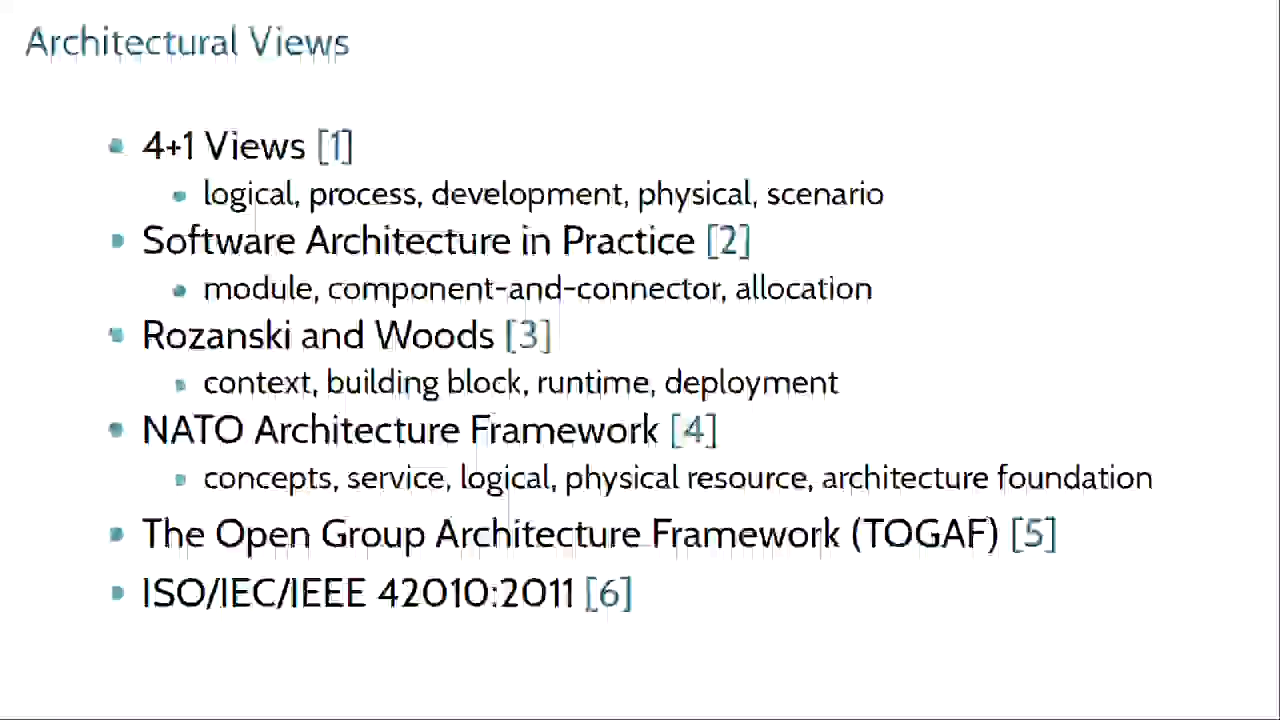 Architectural Views
4+1 Views [1]
logical, process, development, physical, scenario
Software Architecture in Practice [2]
module, component-and-connector, allocation
Rozanski and Woods [3]
context, building block, runtime, deployment
NATO Architecture Framework [4]
concepts, service, logical, physical resource, architecture foundation
The Open Group Architecture Framework (TOGAF) [5]
ISO/IEC/IEEE 42010:2011 [6]